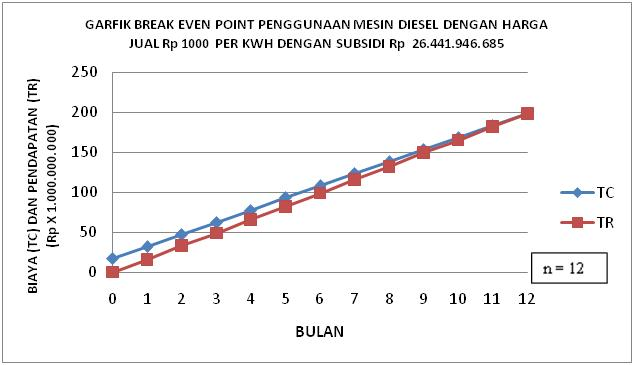 GARFIK BREAK EVEN POINT PENGGUNAAN MESIN DIESEL DENGAN HARGA
JUAL Rp 1000 PER KWH DENGAN SUBSIDI Rp 26.441.946.685
BIAYA (TC) DAN PENDAPATAN (TR)
(Rp X 1.000.000.000)
250
200
150
100
50
0
0 1 2 3 4 5 6 7 8 9 10 11 12
BULAN
TC
TR
n = 12